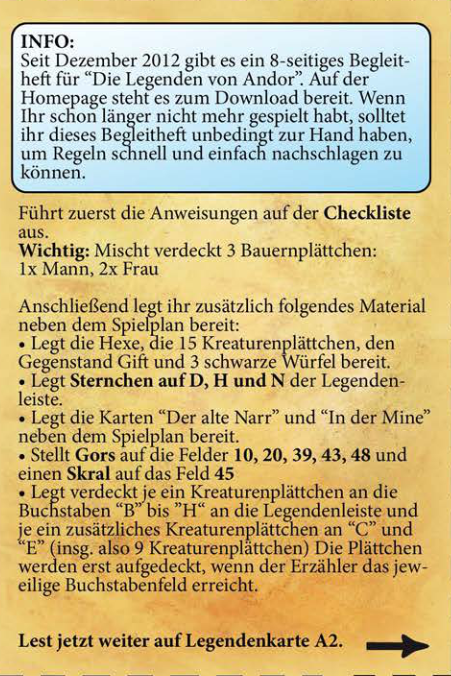 INFO:
Seit Dezember 2012 gibt es ein 8-seitiges Begleit-
heft für “Die Legenden von Andor”. Auf der
Homepage steht es zum Download bereit. Wenn
Ihr schon länger nicht mehr gespielt habt, solltet
ihr dieses Begleitheft unbedingt zur Hand haben,
um Regeln schnell und einfach nachschlagen zu
können.
Führt zuerst die Anweisungen auf der Checkliste
aus.
Wichtig: Mischt verdeckt 3 Bauernplättchen:
1x Mann, 2x Frau
Anschließend legt ihr zusätzlich folgendes Material
neben dem Spielplan bereit:
• Legt die Hexe, die 15 Kreaturenplättchen, den
Gegenstand Gift und 3 schwarze Würfel bereit.
• Legt Sternchen auf D, H und N der Legenden-
leiste.
• Legt die Karten “Der alte Narr” und “In der Mine”
neben dem Spielplan bereit.
• Stellt Gors auf die Felder 10, 20, 39, 43, 48 und
einen Skral auf das Feld 45
• Legt verdeckt je ein Kreaturenplättchen an die
Buchstaben “B” bis ”H“ an die Legendenleiste und
je ein zusätzliches Kreaturenplättchen an “C” und
“E” (insg. also 9 Kreaturenplättchen) Die Plättchen
werden erst aufgedeckt, wenn der Erzähler das jew-
eilige Buchstabenfeld erreicht.
Lest jetzt weiter auf Legendenkarte A2.